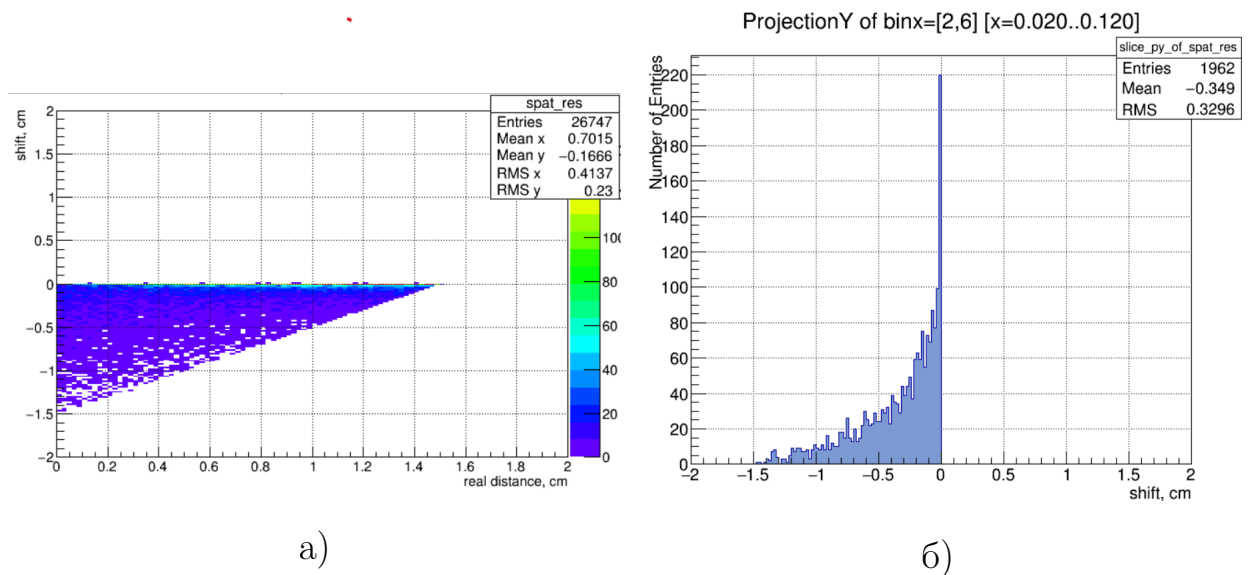 spat_res
Entries 26747
Mean x 0.7015
Mean y −0.1666
RMS x 0.4137
RMS y 0.23
shift, cm
2
1.5
1
0.5
0
−0.5
−1
−1.5
−2
0 0.2 0.4 0.6 0.8 1 1.2 1.4 1.6 1.8 2
real distance, cm
100
80
60
40
20
0
а)
ProjectionY of binx=[2,6] [x=0.020..0.120]
slice_py_of_spat_res
Entries 1962
Mean −0.349
RMS 0.3296
Number of Entries
220
200
180
160
140
120
100
80
60
40
20
0
−2 −1.5 −1 −0.5 0 0.5 1 1.5 2
shift, cm
б)